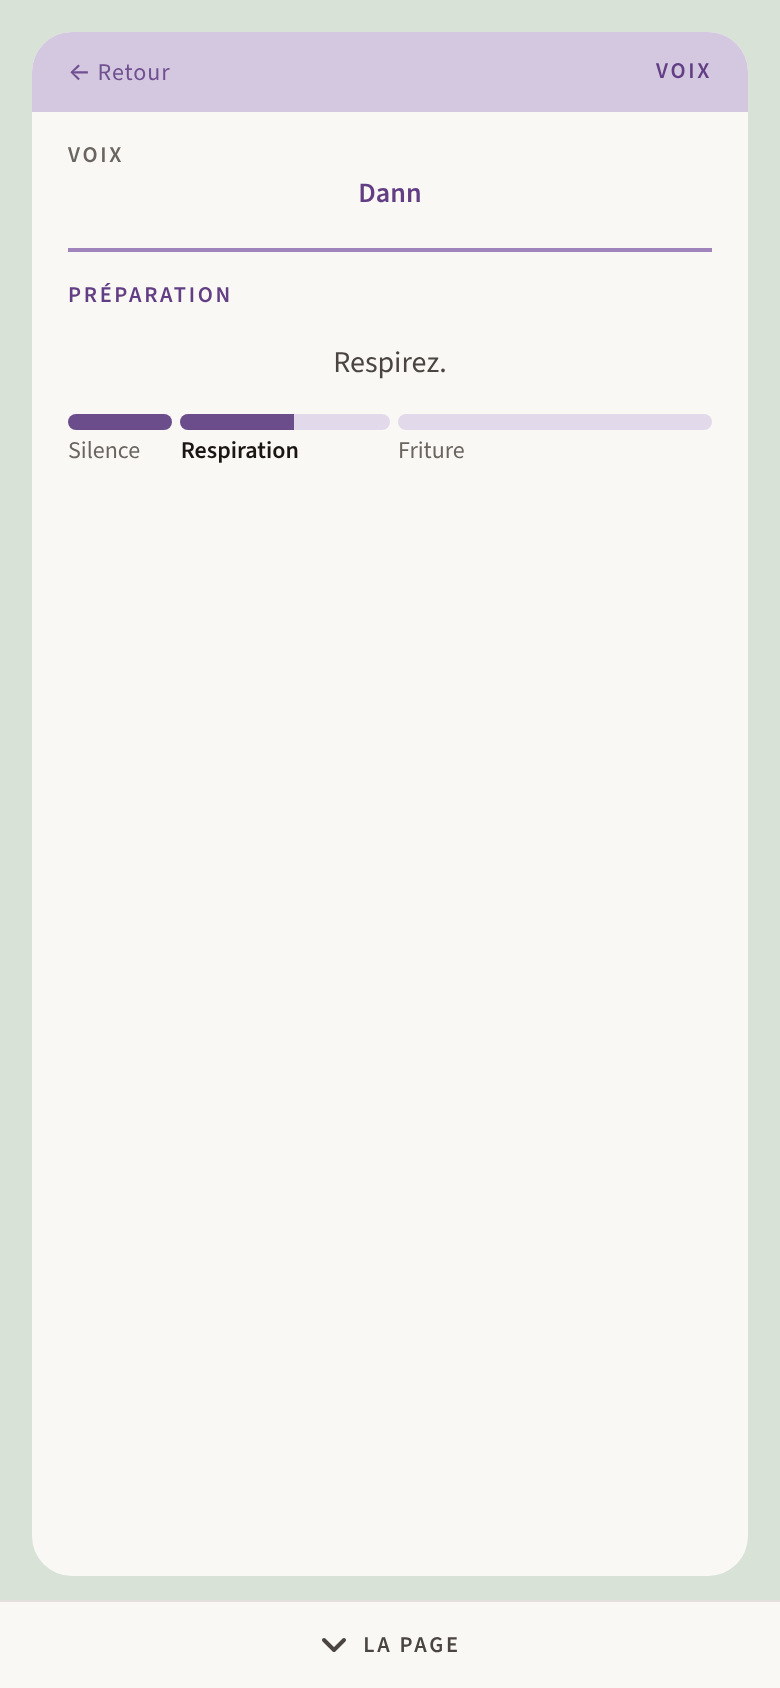 ← Retour
VOIX
VOIX
Dann
PRÉPARATION
Respirez.
Silence Respiration Friture
LA PAGE